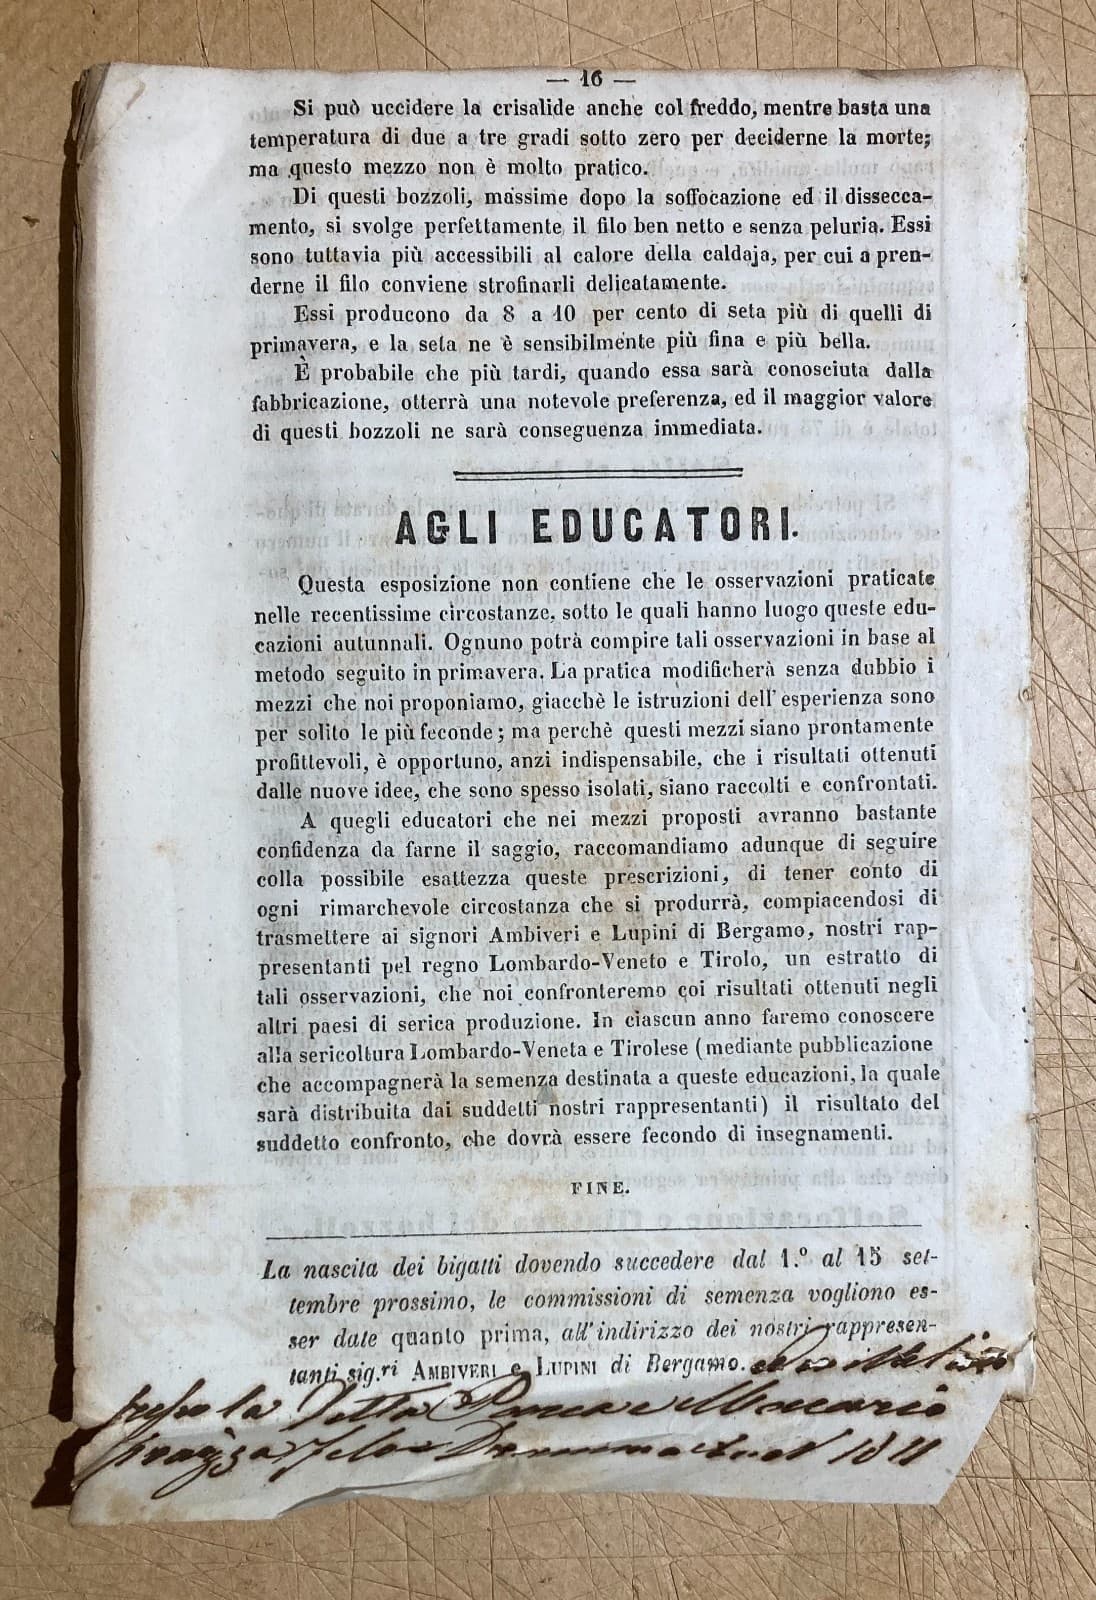 — 16 —
Si può uccidere la crisalide anche col freddo, mentre basta una
temperatura di due a tre gradi sotto zero per deciderne la morte;
ma questo mezzo non è molto pratico.
Di questi bozzoli, massime dopo la soffocazione ed il dissecca-
mento, si svolge perfettamente il filo ben netto e senza peluria. Essi
sono tuttavia più accessibili al calore della caldaja, per cui a pren-
derne il filo conviene strofinarli delicatamente.
Essi producono da 8 a 10 per cento di seta più di quelli di
primavera, e la seta ne è sensibilmente più fina e più bella.
È probabile che più tardi, quando essa sarà conosciuta dalla
fabbricazione, otterrà una notevole preferenza, ed il maggior valore
di questi bozzoli ne sarà conseguenza immediata.
AGLI EDUCATORI.
Questa esposizione non contiene che le osservazioni praticate
nelle recentissime circostanze, sotto le quali hanno luogo queste edu-
cazioni autunnali. Ognuno potrà compire tali osservazioni in base al
metodo seguito in primavera. La pratica modificherà senza dubbio i
mezzi che noi proponiamo, giacchè le istruzioni dell'esperienza sono
per solito le più feconde; ma perchè questi mezzi siano prontamente
profittevoli, è opportuno, anzi indispensabile, che i risultati ottenuti
dalle nuove idee, che sono spesso isolati, siano raccolti e confrontati.
A quegli educatori che nei mezzi proposti avranno bastante
confidenza da farne il saggio, raccomandiamo adunque di seguire
colla possibile esattezza queste prescrizioni, di tener conto di
ogni rimarchevole circostanza che si produrrà, compiacendosi di
trasmettere ai signori Ambiveri e Lupini di Bergamo, nostri rap-
presentanti pel regno Lombardo-Veneto e Tirolo, un estratto di
tali osservazioni, che noi confronteremo coi risultati ottenuti negli
altri paesi di serica produzione. In ciascun anno faremo conoscere
alla sericoltura Lombardo-Veneta e Tirolese (mediante pubblicazione
che accompagnerà la semenza destinata a queste educazioni, la quale
sarà distribuita dai suddetti nostri rappresentanti) il risultato del
suddetto confronto, che dovrà essere fecondo di insegnamenti.
FINE.
La nascita dei bigatti dovendo succedere dal 1.º al 15 set-
tembre prossimo, le commissioni di semenza vogliono es-
ser date quanto prima, all'indirizzo dei nostri rappresen-
tanti sig.ri AMBIVERI e LUPINI di Bergamo. ed in Milano
presso la Ditta